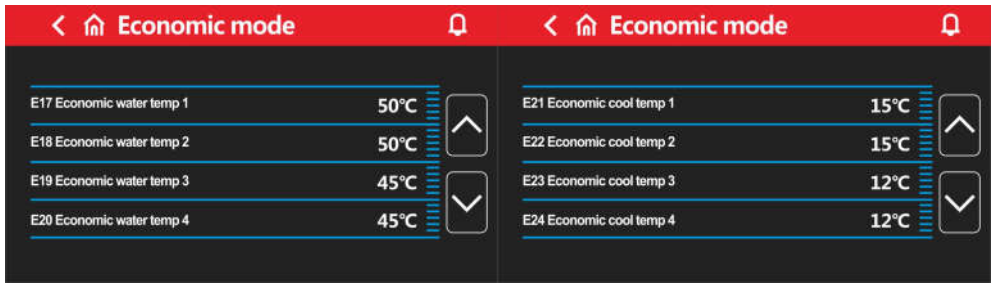 Economic mode
E17 Economic water temp 1 50°C
E18 Economic water temp 2 50°C
E19 Economic water temp 3 45°C
E20 Economic water temp 4 45°C
Economic mode
E21 Economic cool temp 1 15°C
E22 Economic cool temp 2 15°C
E23 Economic cool temp 3 12°C
E24 Economic cool temp 4 12°C